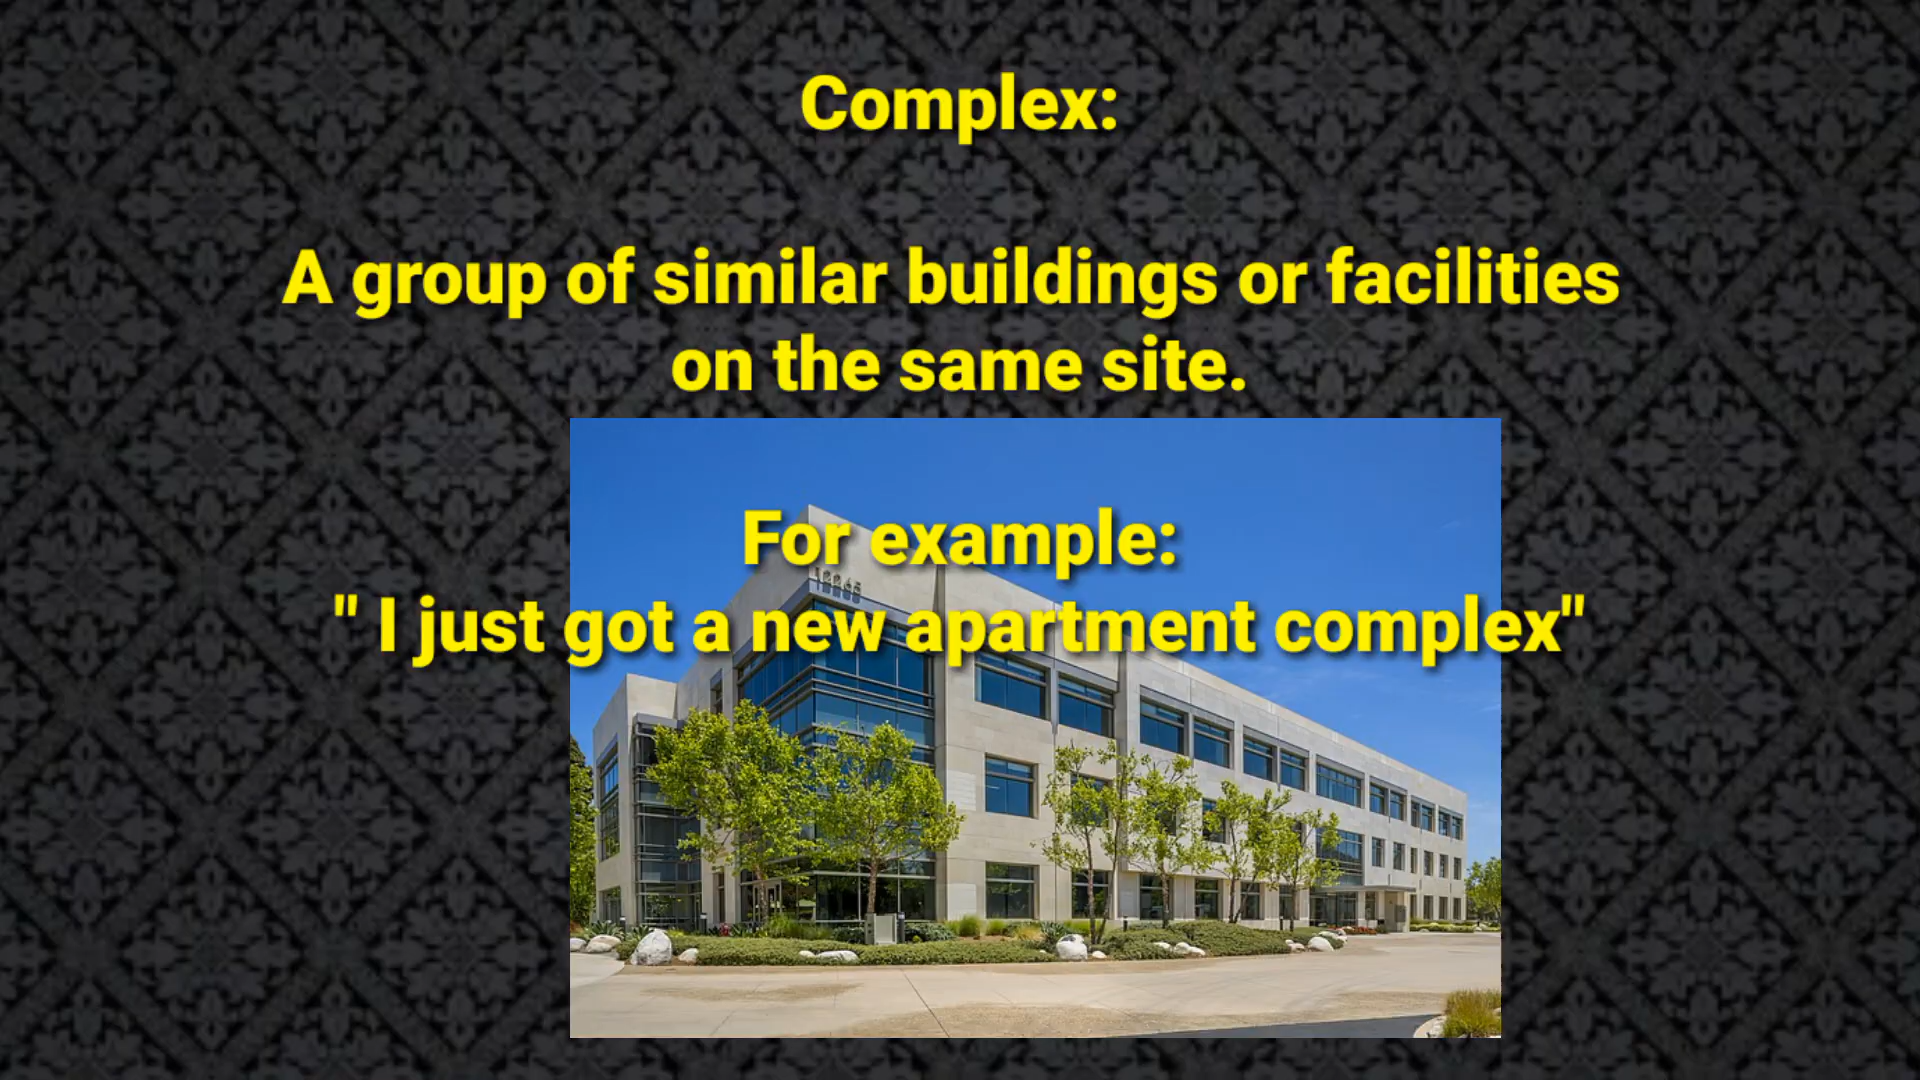 Complex:
A group of similar buildings or facilities
on the same site.
For example:
" I just got a new apartment complex"